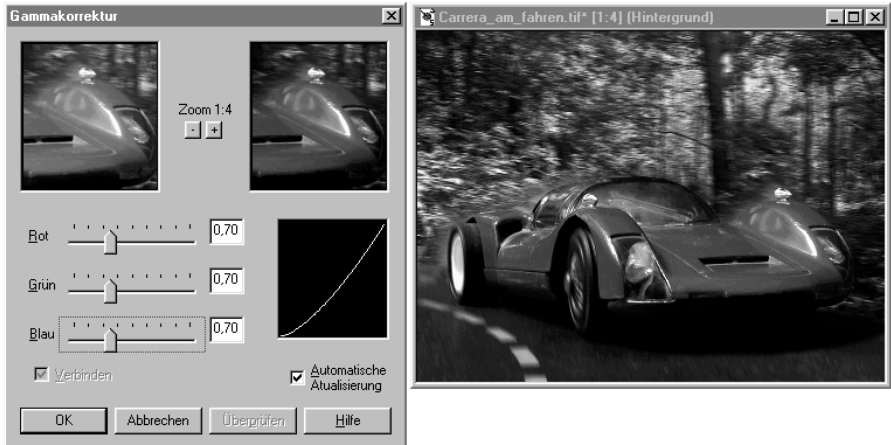 Gammakorrektur
Zoom 1:4
- +
Rot 0,70
Grün 0,70
Blau 0,70
Verbinden
Automatische
Atualisierung
OK Abbrechen Überprüfen Hilfe
Carrera_am_fahren.tif* [1:4] (Hintergrund)